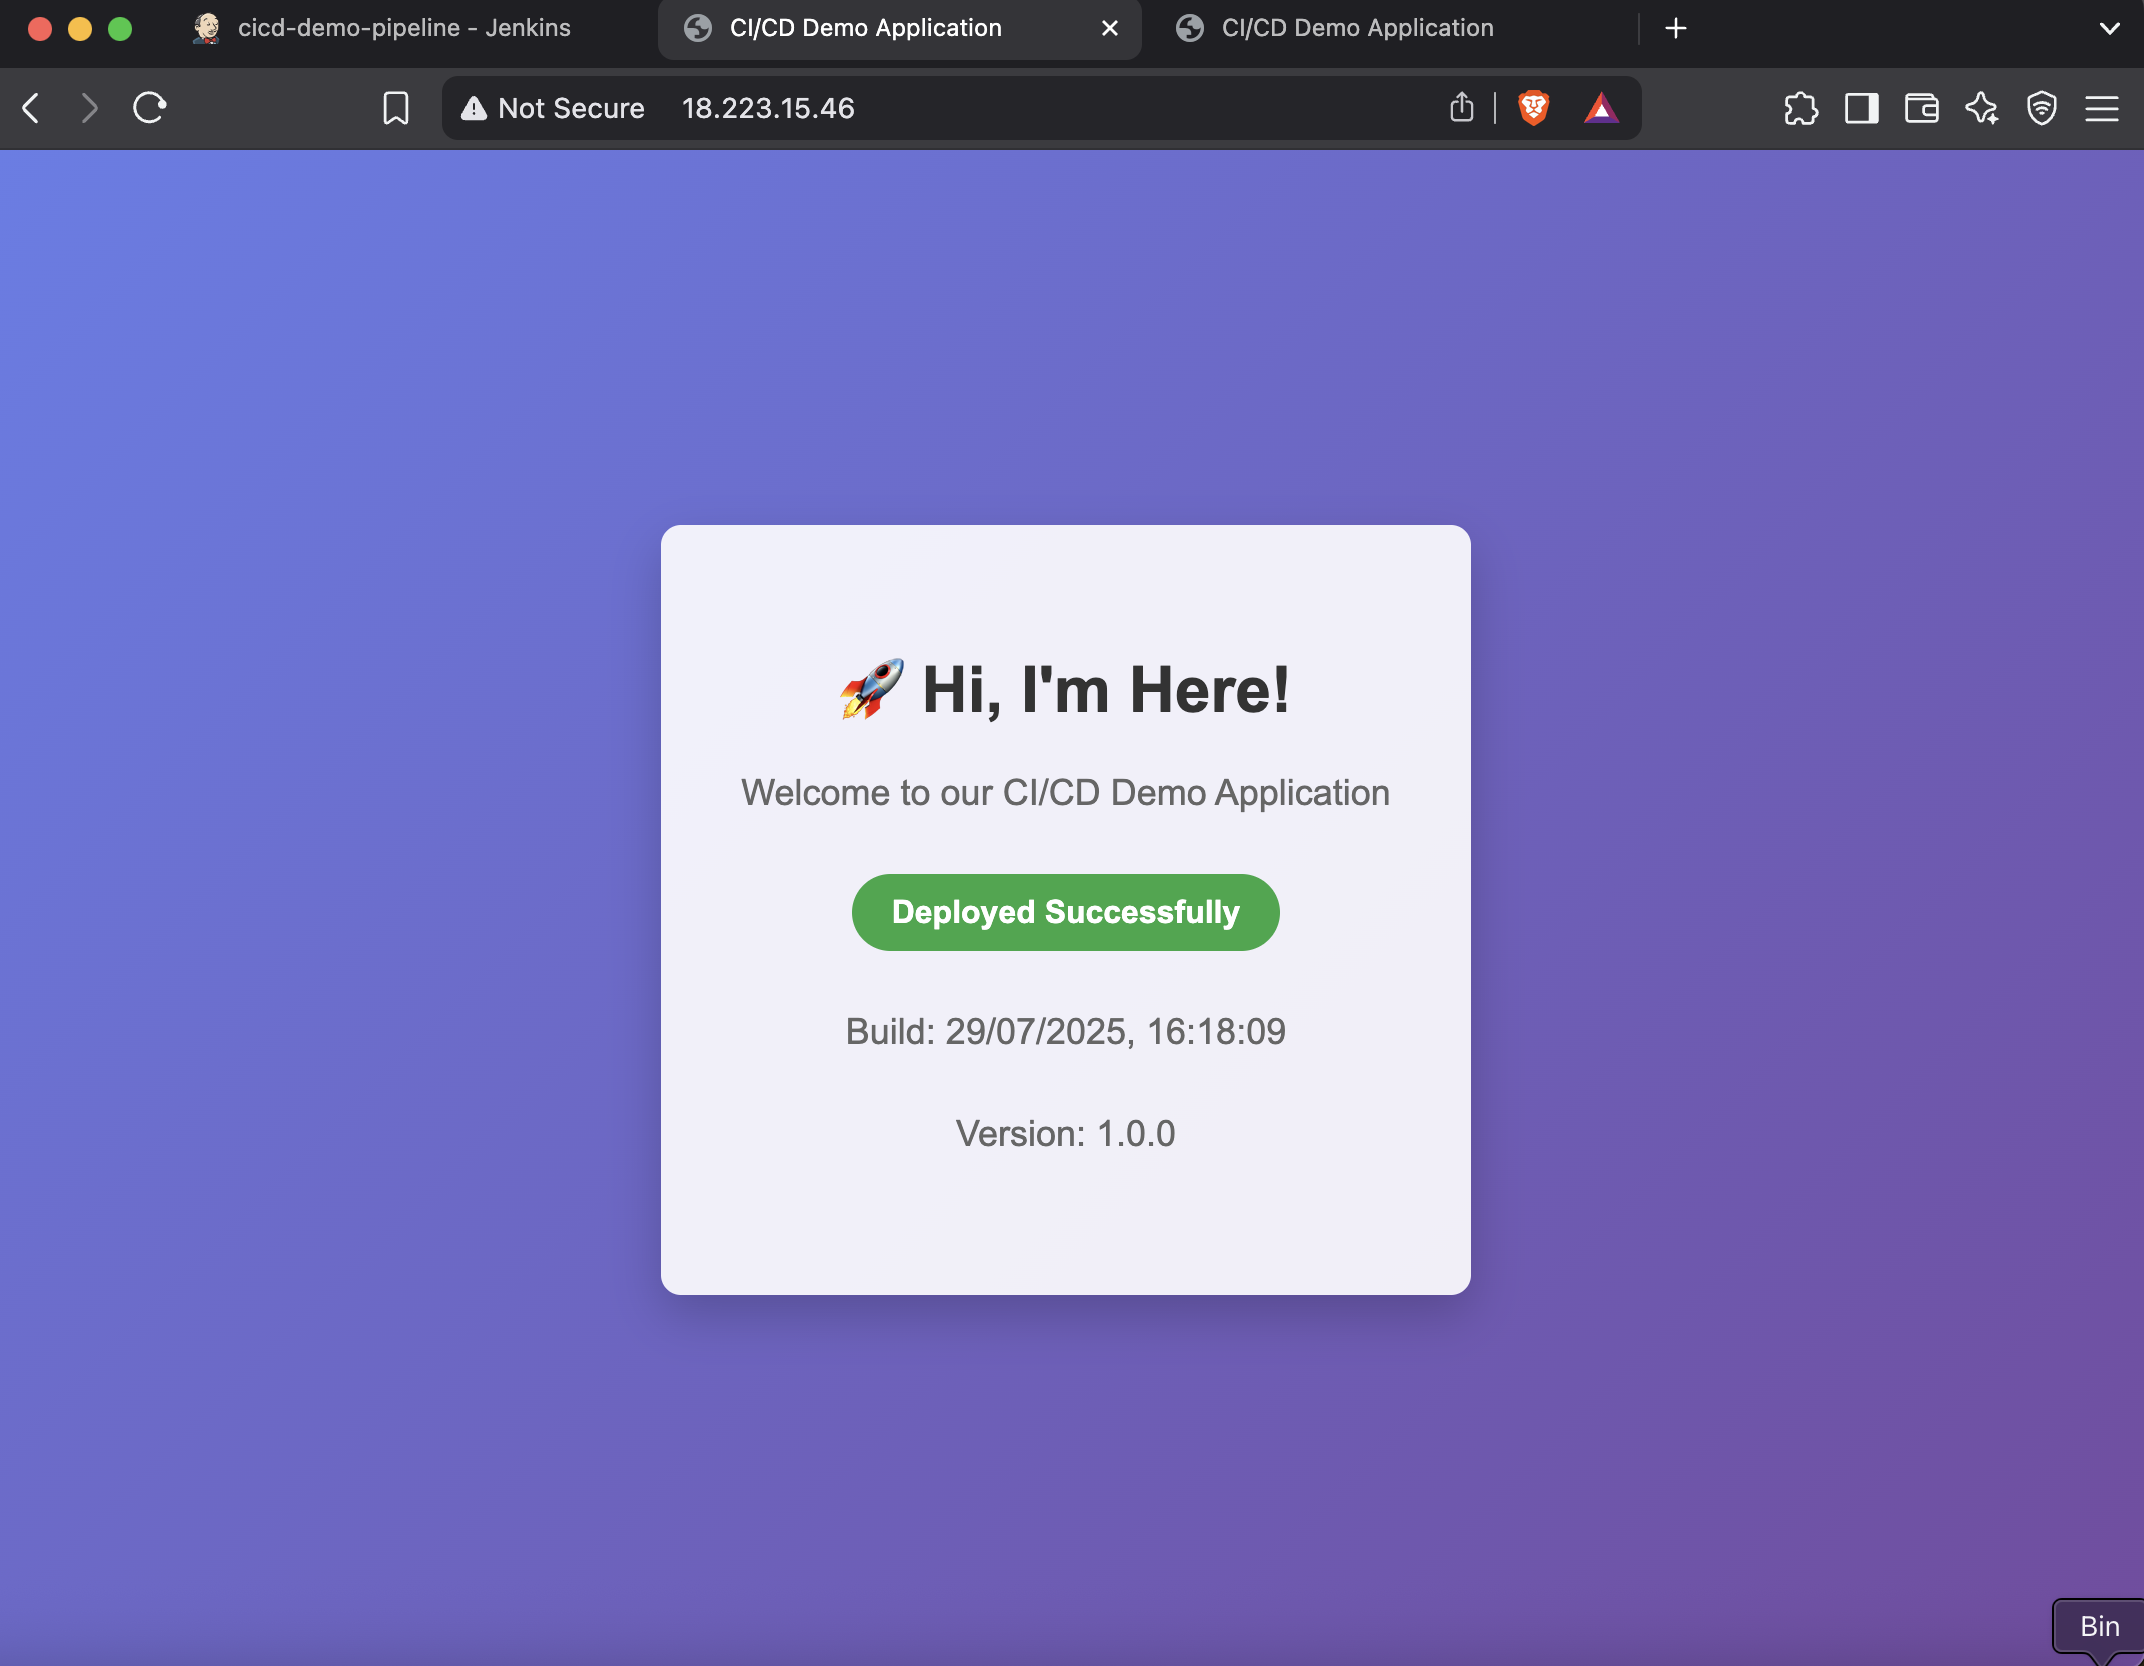 cicd-demo-pipeline - Jenkins
CI/CD Demo Application
CI/CD Demo Application
Not Secure 18.223.15.46
🚀 Hi, I'm Here!
Welcome to our CI/CD Demo Application
Deployed Successfully
Build: 29/07/2025, 16:18:09
Version: 1.0.0
Bin